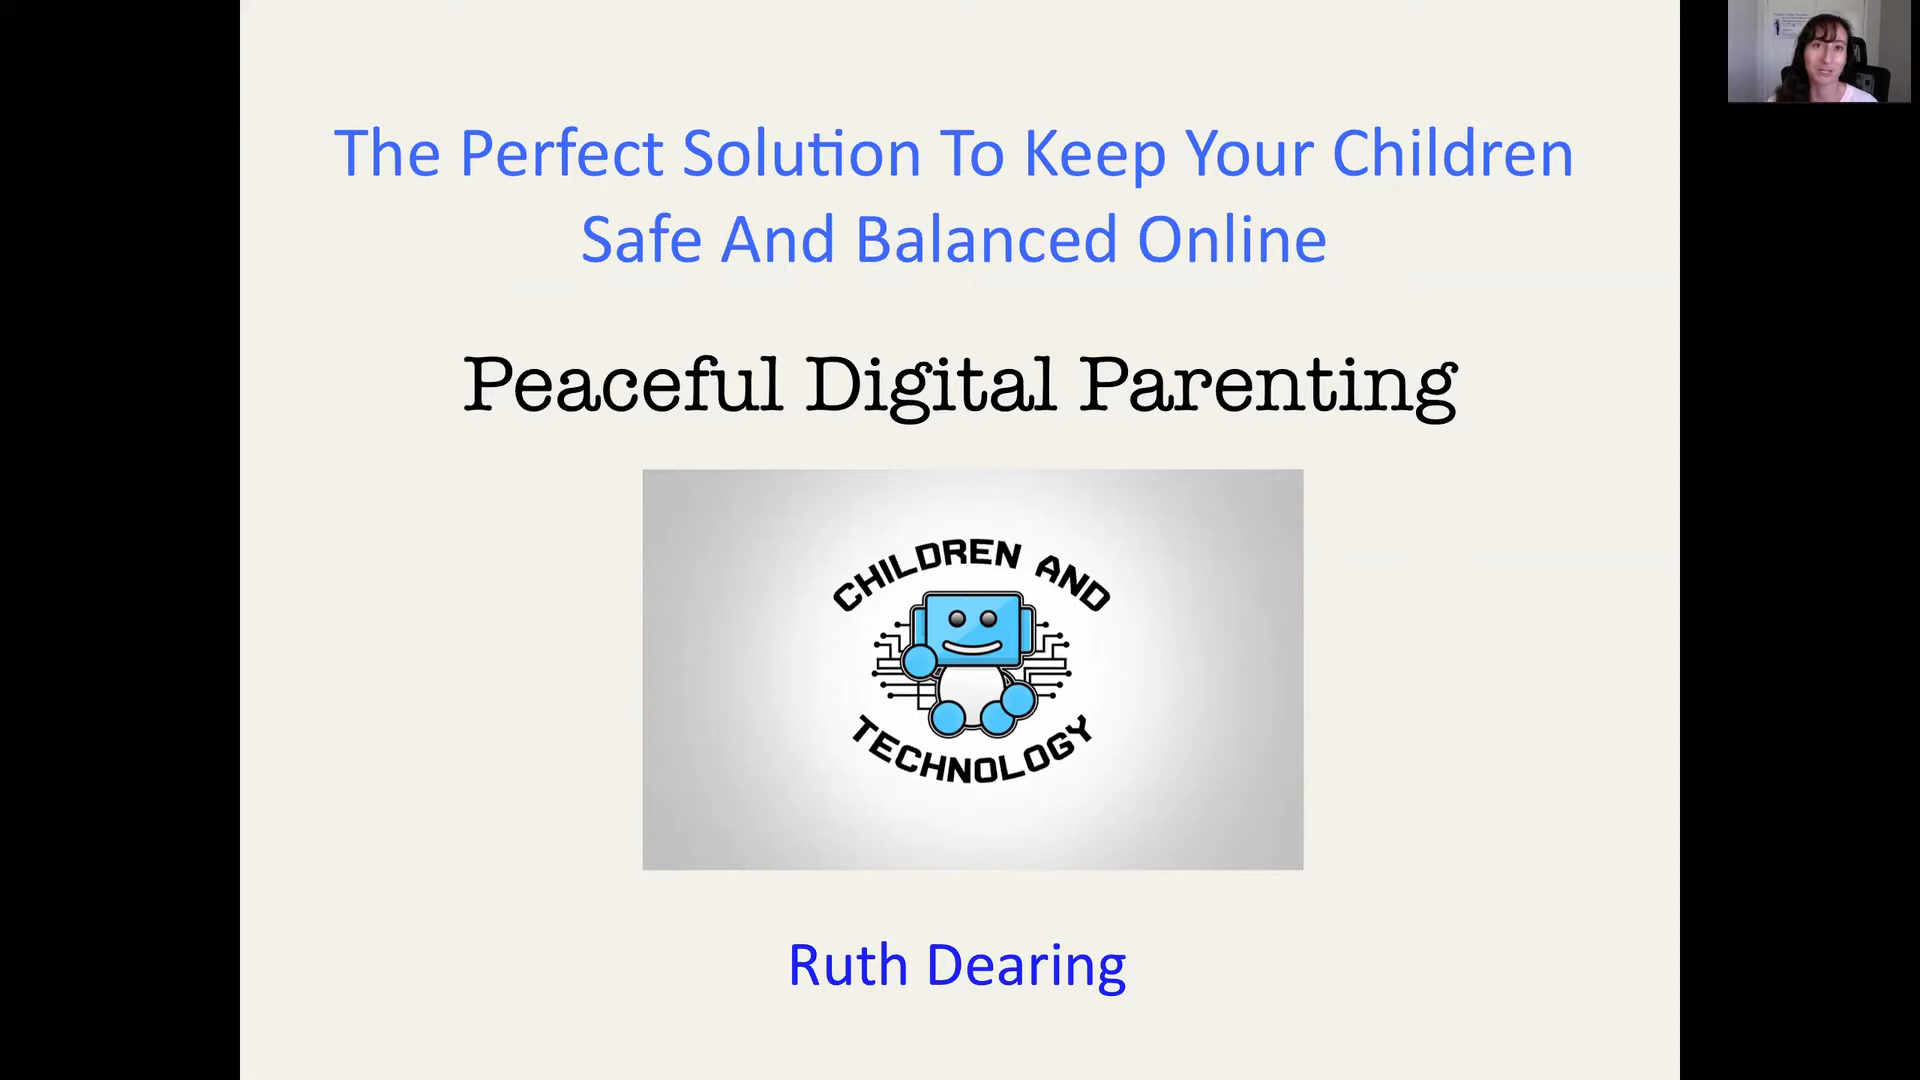 The Perfect Solution To Keep Your Children
Safe And Balanced Online
Peaceful Digital Parenting
CHILDREN AND
TECHNOLOGY
Ruth Dearing